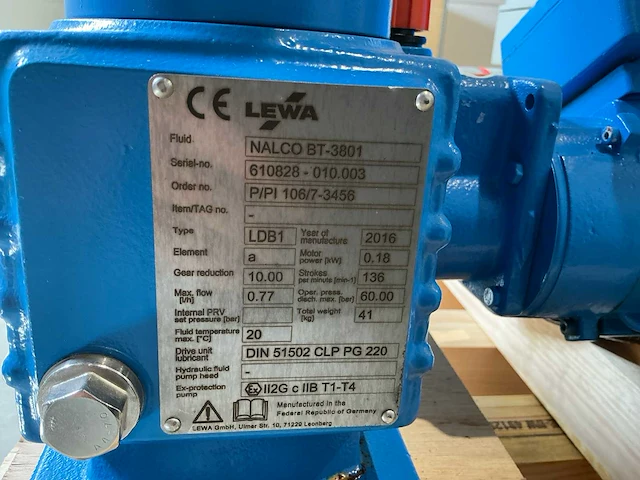 CE LEWA
Fluid NALCO BT-3801
Serial-no. 610828 - 010.003
Order no. P/PI 106/7-3456
Item/TAG no. -
Type LDB1 Year of manufacture 2016
Element a Motor power [kW] 0.18
Gear reduction 10.00 Strokes per minute [min-1] 136
Max. flow [l/h] 0.77 Oper. press. disch. max. [bar] 60.00
Internal PRV set pressure [bar] Total weight [kg] 41
Fluid temperature max. [°C] 20
Drive unit lubricant DIN 51502 CLP PG 220
Hydraulic fluid pump head -
Ex-protection pump II2G c IIB T1-T4
Manufactured in the
Federal Republic of Germany
LEWA GmbH, Ulmer Str. 10, 71229 Leonberg